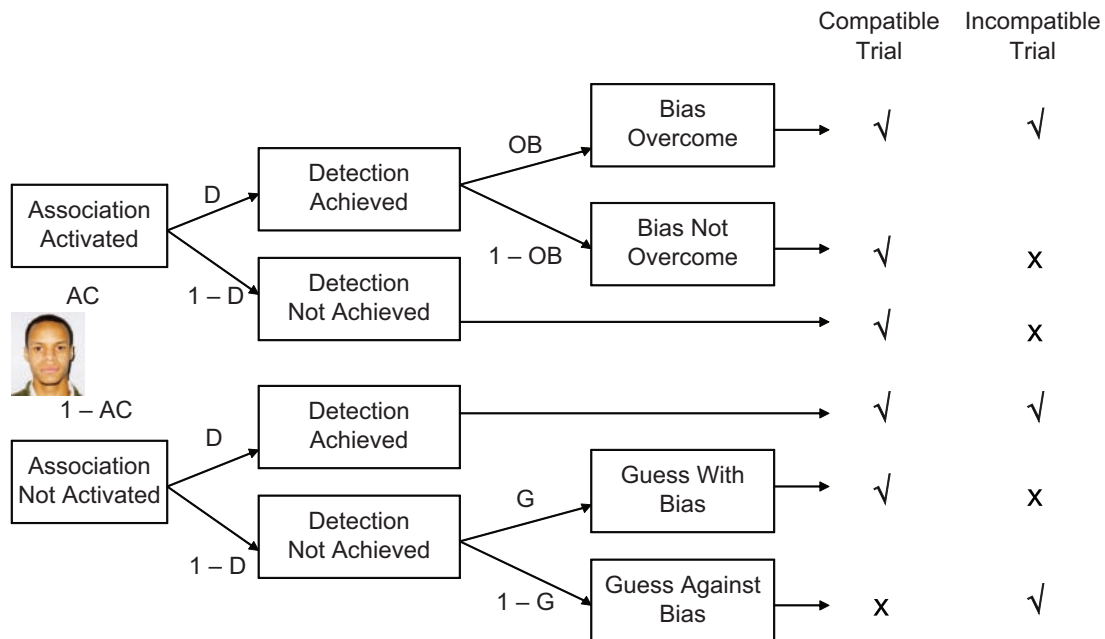 Compatible Trial
Incompatible Trial
Bias
Overcome
√
√
OB
Detection
Achieved
D
Association
Activated
Bias Not
Overcome
1 – OB
√
x
1 – D
Detection
Not Achieved
√
x
AC
1 – AC
Detection
Achieved
√
√
D
Association
Not Activated
Guess With
Bias
√
x
G
Detection
Not Achieved
1 – D
Guess Against
Bias
1 – G
x
√